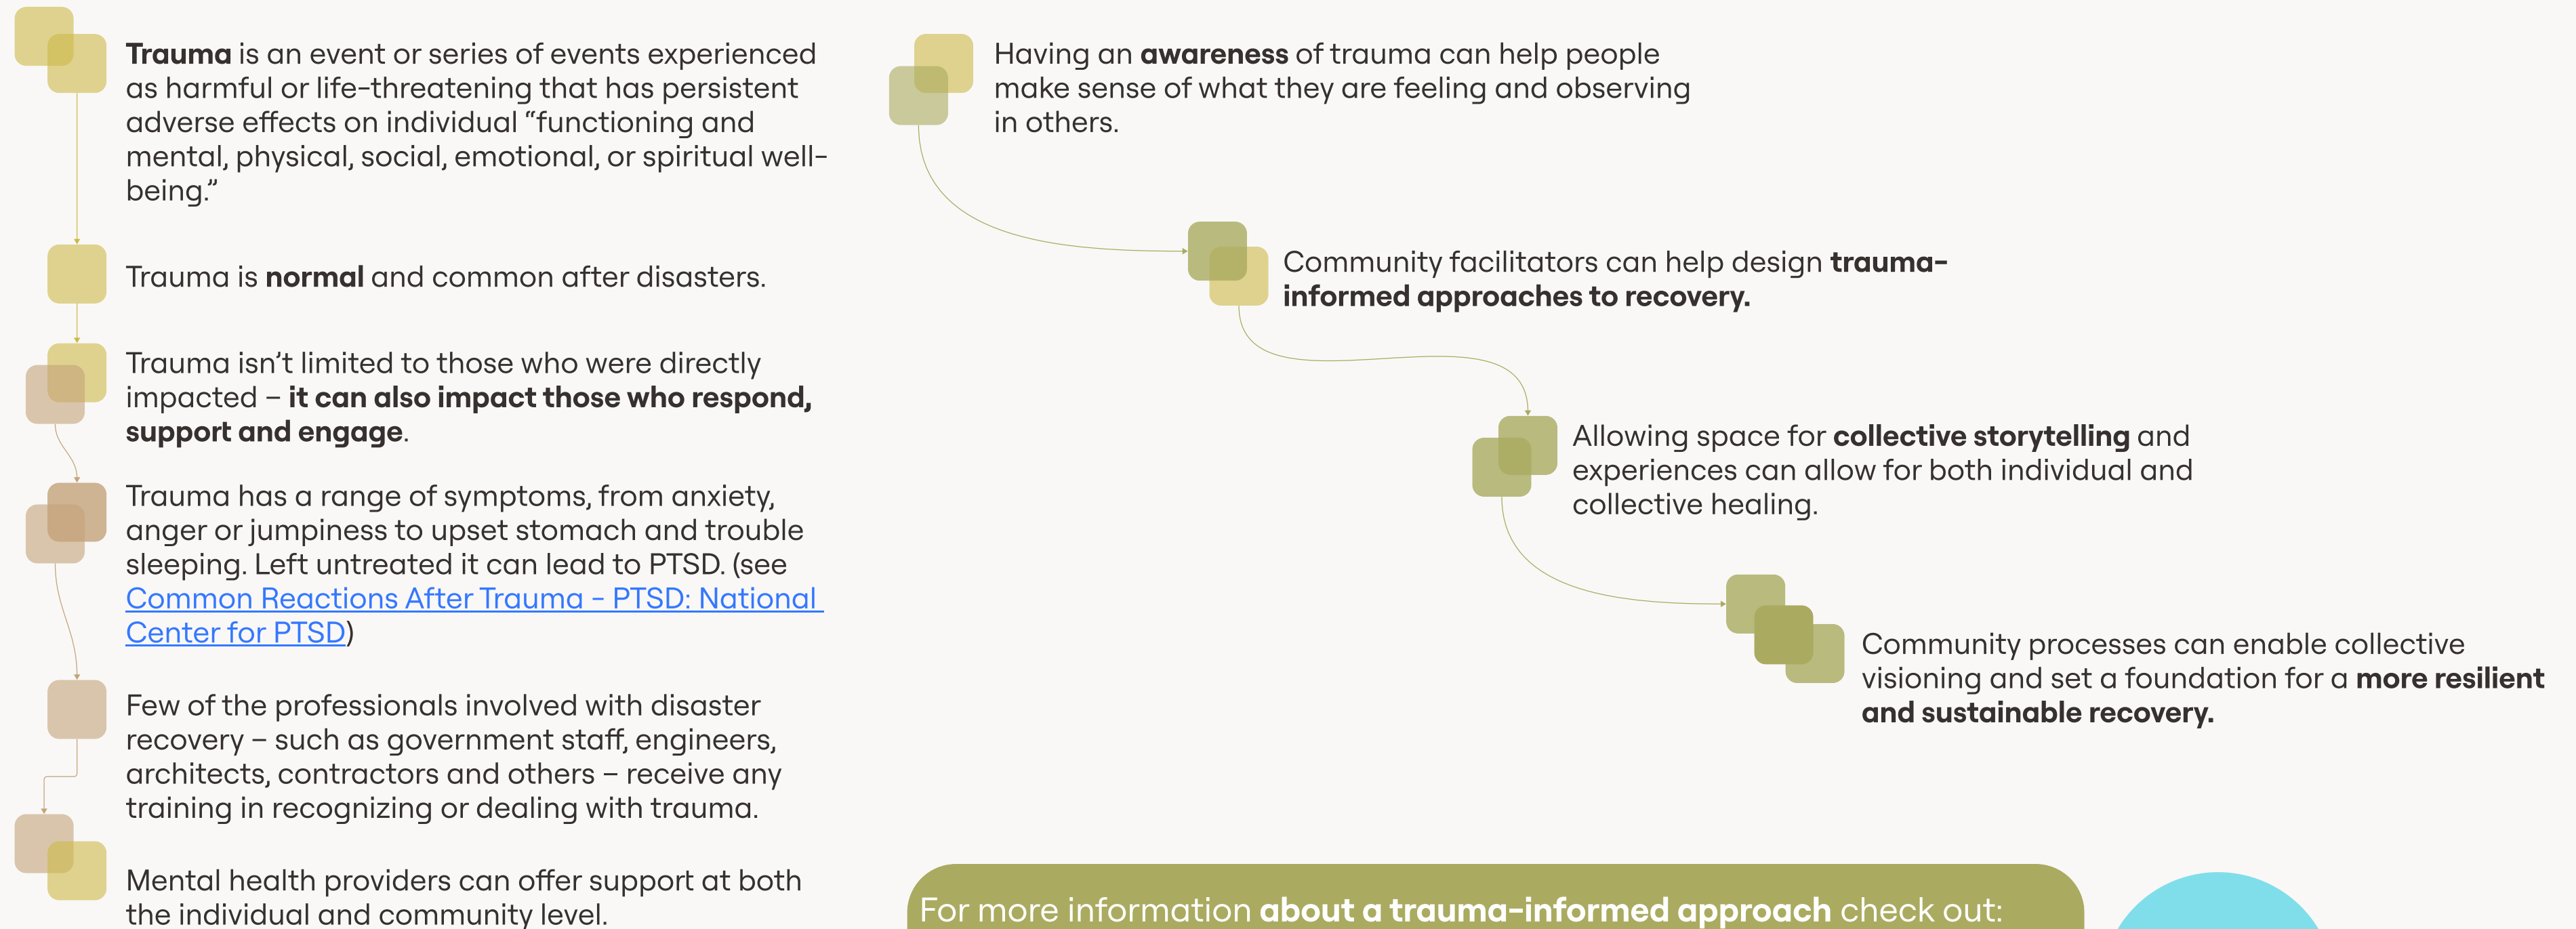 Trauma is an event or series of events experienced
as harmful or life-threatening that has persistent
adverse effects on individual “functioning and
mental, physical, social, emotional, or spiritual well-
being.”
Trauma is normal and common after disasters.
Trauma isn’t limited to those who were directly
impacted – it can also impact those who respond,
support and engage.
Trauma has a range of symptoms, from anxiety,
anger or jumpiness to upset stomach and trouble
sleeping. Left untreated it can lead to PTSD. (see
Common Reactions After Trauma - PTSD: National
Center for PTSD)
Few of the professionals involved with disaster
recovery – such as government staff, engineers,
architects, contractors and others – receive any
training in recognizing or dealing with trauma.
Mental health providers can offer support at both
the individual and community level.
Having an awareness of trauma can help people
make sense of what they are feeling and observing
in others.
Community facilitators can help design trauma-
informed approaches to recovery.
Allowing space for collective storytelling and
experiences can allow for both individual and
collective healing.
Community processes can enable collective
visioning and set a foundation for a more resilient
and sustainable recovery.
For more information about a trauma-informed approach check out: